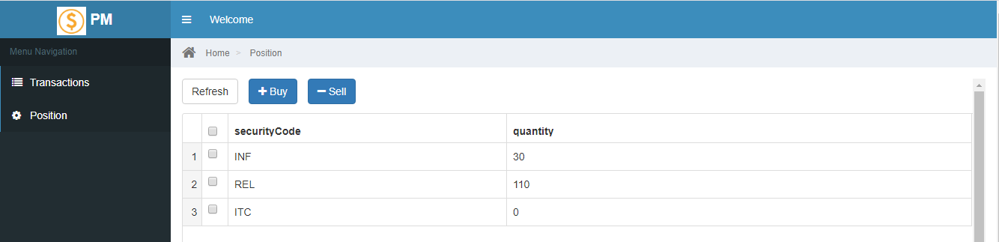 $ PM
Welcome
Menu Navigation
Home > Position
Transactions
Refresh + Buy − Sell
Position
securityCode quantity
1 INF 30
2 REL 110
3 ITC 0